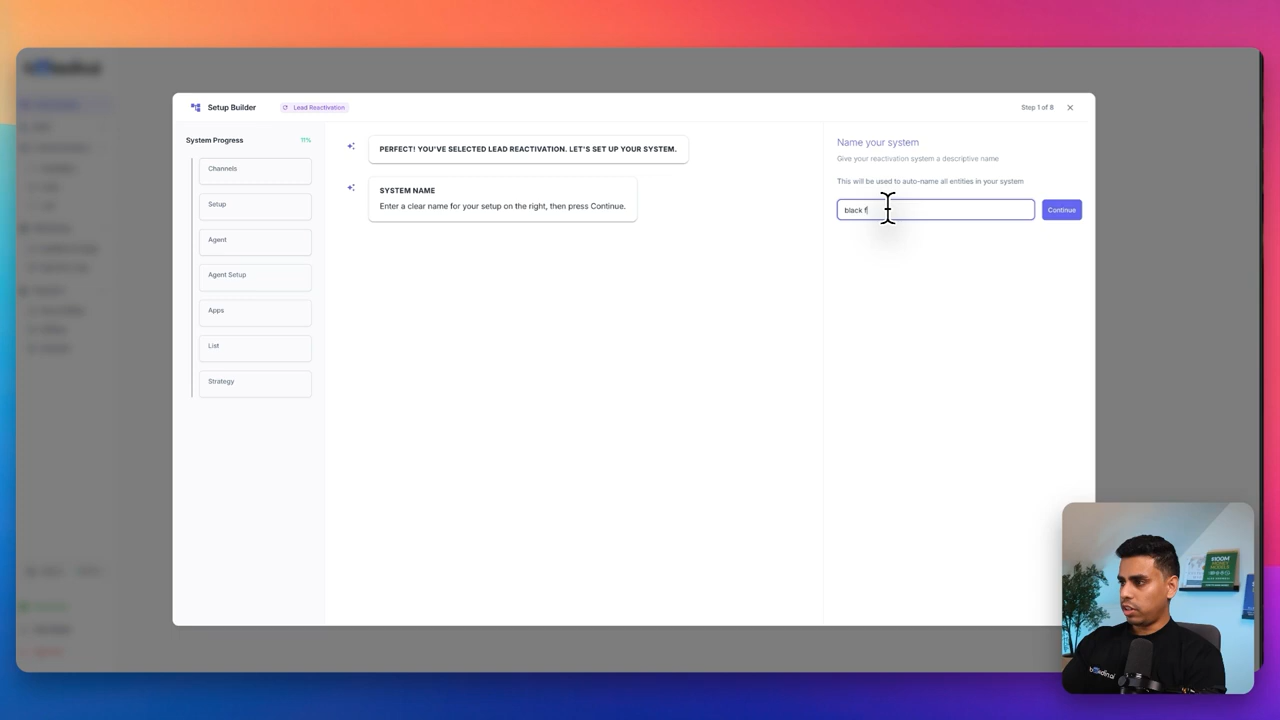 Setup Builder
Lead Reactivation
Step 1 of 8
System Progress
11%
Channels
Setup
Agent
Agent Setup
Apps
List
Strategy
PERFECT! YOU'VE SELECTED LEAD REACTIVATION. LET'S SET UP YOUR SYSTEM.
SYSTEM NAME
Enter a clear name for your setup on the right, then press Continue.
Name your system
Give your reactivation system a descriptive name
This will be used to auto-name all entities in your system
black f
Continue
$100M
MONEY
MODELS